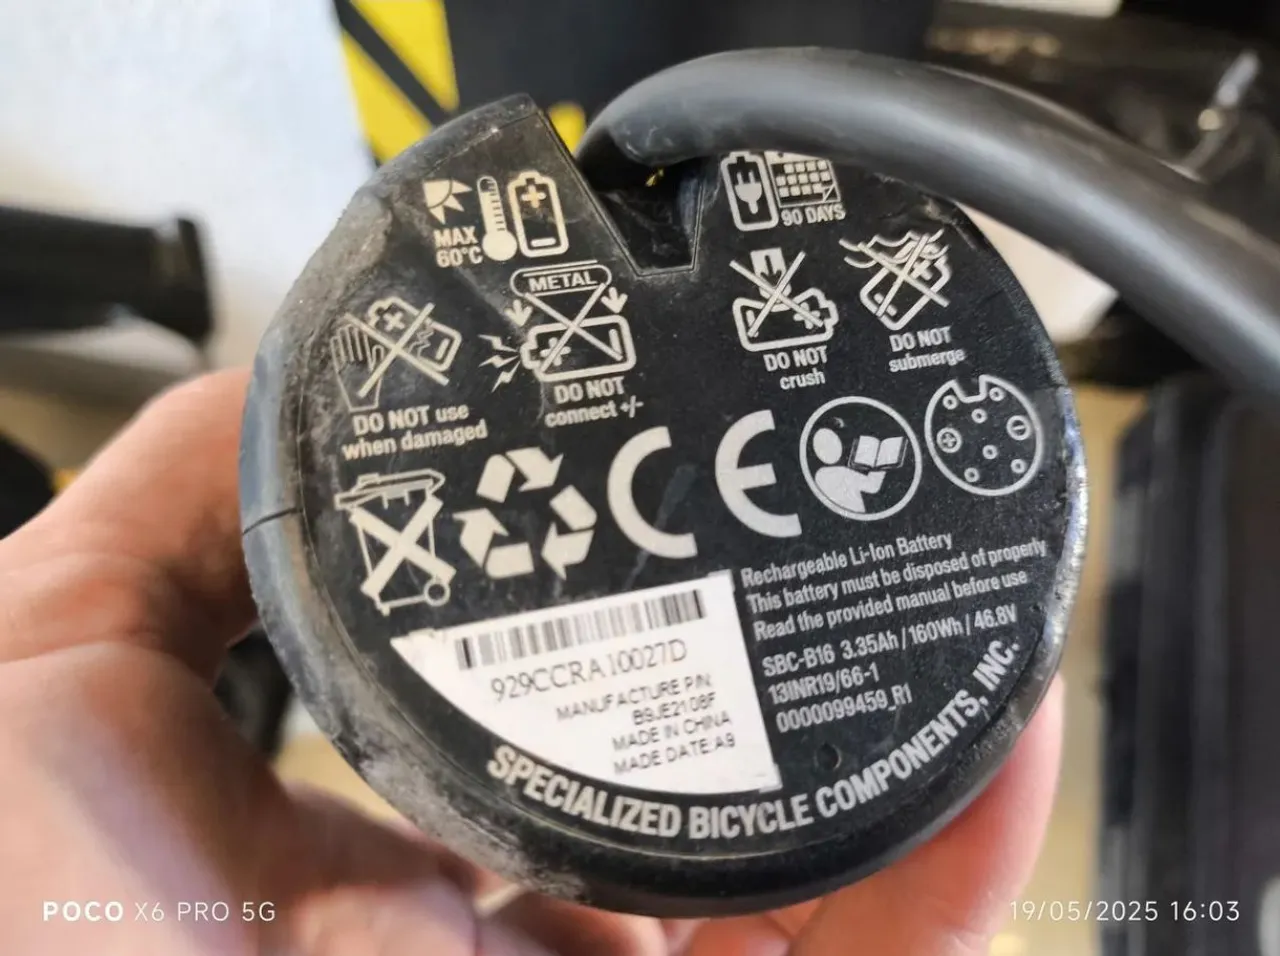 MAX
60°C
90 DAYS
METAL
DO NOT use
when damaged
DO NOT
connect +/-
DO NOT
crush
DO NOT
submerge
CE
Rechargeable Li-Ion Battery
This battery must be disposed of properly
Read the provided manual before use
SBC-B16 3.35Ah / 160Wh / 46.8V
13INR19/66-1
0000099459_R1
929CCRA10027D
MANUFACTURE P/N:
B9JE2108F
MADE IN CHINA
MADE DATE:A9
SPECIALIZED BICYCLE COMPONENTS, INC.
POCO X6 PRO 5G
19/05/2025 16:03